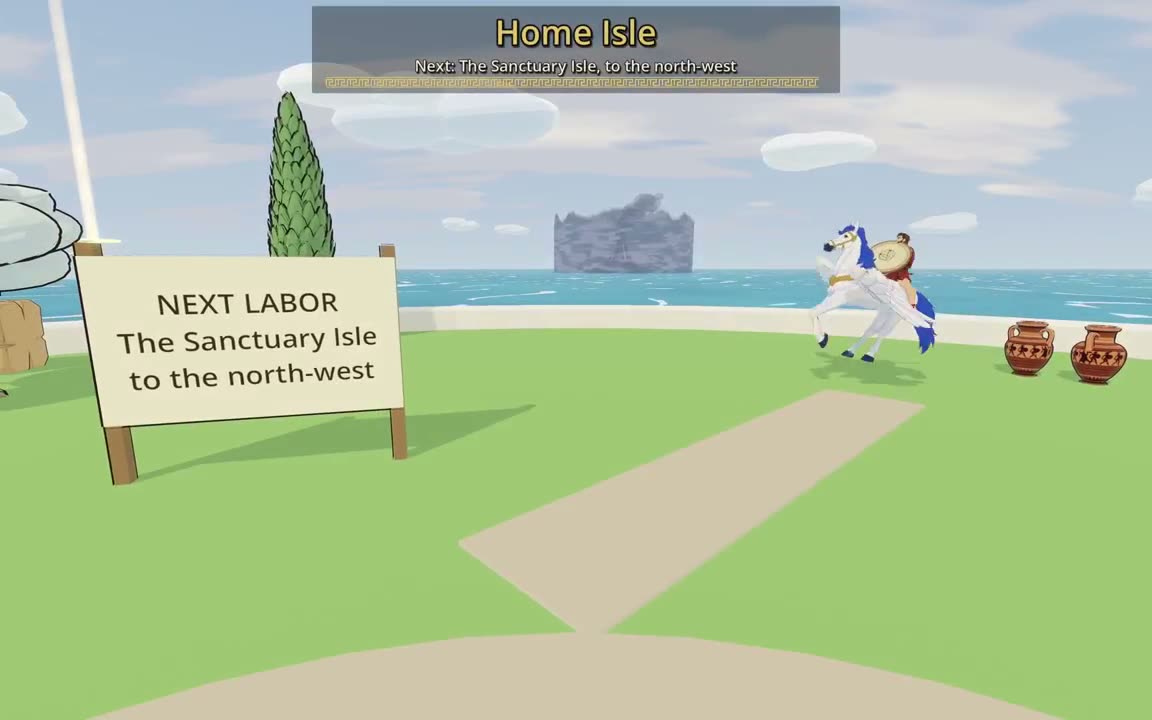 Home Isle
Next: The Sanctuary Isle, to the north-west
NEXT LABOR
The Sanctuary Isle
to the north-west